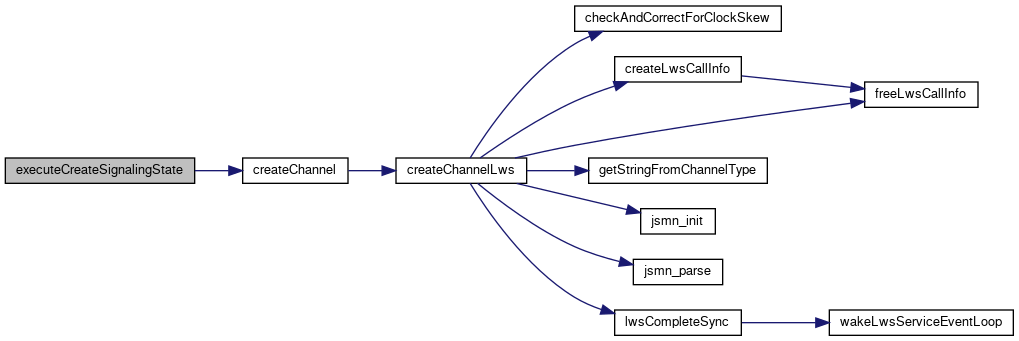 executeCreateSignalingState
createChannel
createChannelLws
checkAndCorrectForClockSkew
createLwsCallInfo
freeLwsCallInfo
getStringFromChannelType
jsmn_init
jsmn_parse
lwsCompleteSync
wakeLwsServiceEventLoop